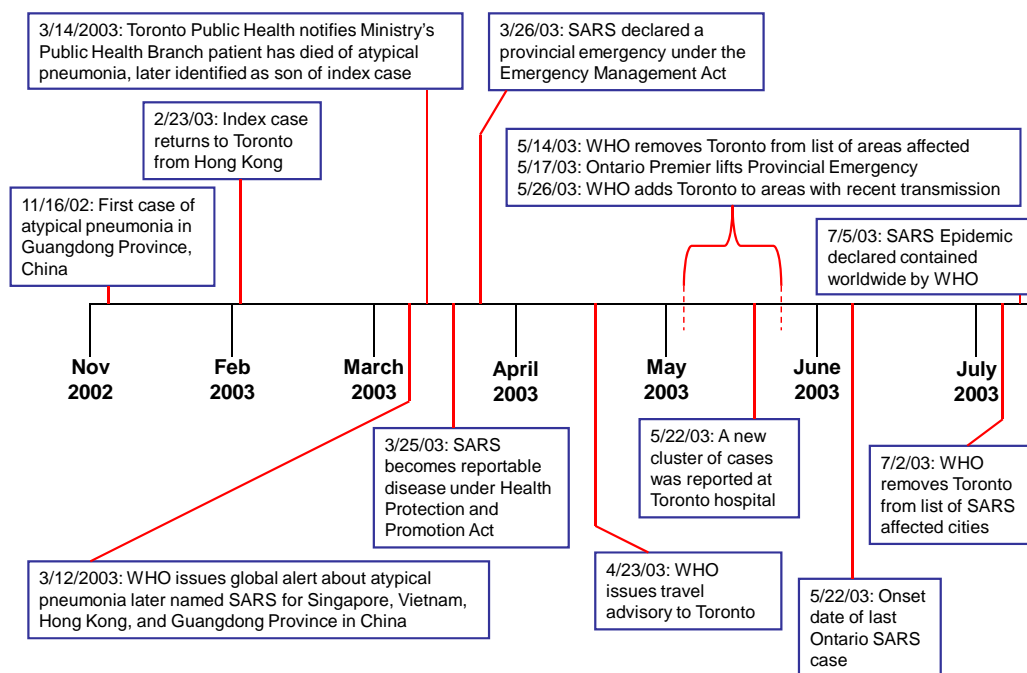 3/14/2003: Toronto Public Health notifies Ministry's
Public Health Branch patient has died of atypical
pneumonia, later identified as son of index case
3/26/03: SARS declared a
provincial emergency under the
Emergency Management Act
2/23/03: Index case
returns to Toronto
from Hong Kong
5/14/03: WHO removes Toronto from list of areas affected
5/17/03: Ontario Premier lifts Provincial Emergency
5/26/03: WHO adds Toronto to areas with recent transmission
11/16/02: First case of
atypical pneumonia in
Guangdong Province,
China
7/5/03: SARS Epidemic
declared contained
worldwide by WHO
Nov
2002
Feb
2003
March
2003
April
2003
May
2003
June
2003
July
2003
3/25/03: SARS
becomes reportable
disease under Health
Protection and
Promotion Act
5/22/03: A new
cluster of cases
was reported at
Toronto hospital
7/2/03: WHO
removes Toronto
from list of SARS
affected cities
3/12/2003: WHO issues global alert about atypical
pneumonia later named SARS for Singapore, Vietnam,
Hong Kong, and Guangdong Province in China
4/23/03: WHO
issues travel
advisory to Toronto
5/22/03: Onset
date of last
Ontario SARS
case